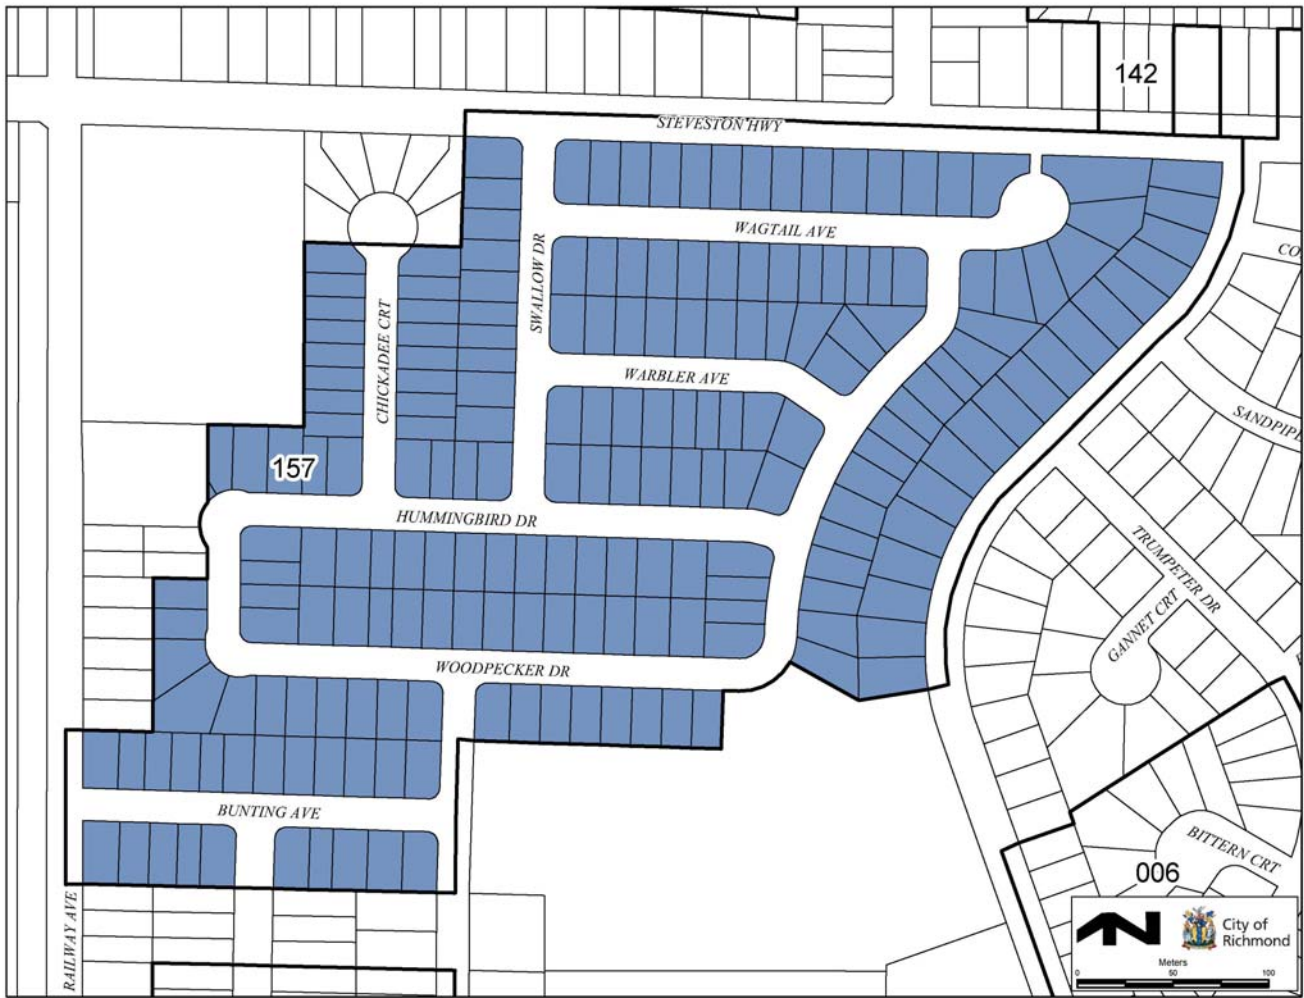 142
STEVESTON HWY
WAGTAIL AVE
SWALLOW DR
CO
CHICKADEE CRT
WARBLER AVE
SANDPIPE
157
HUMMINGBIRD DR
TRUMPETER DR
GANNET CRT
WOODPECKER DR
BUNTING AVE
BITTERN CRT
006
RAILWAY AVE
City of
Richmond
Meters
0 50 100